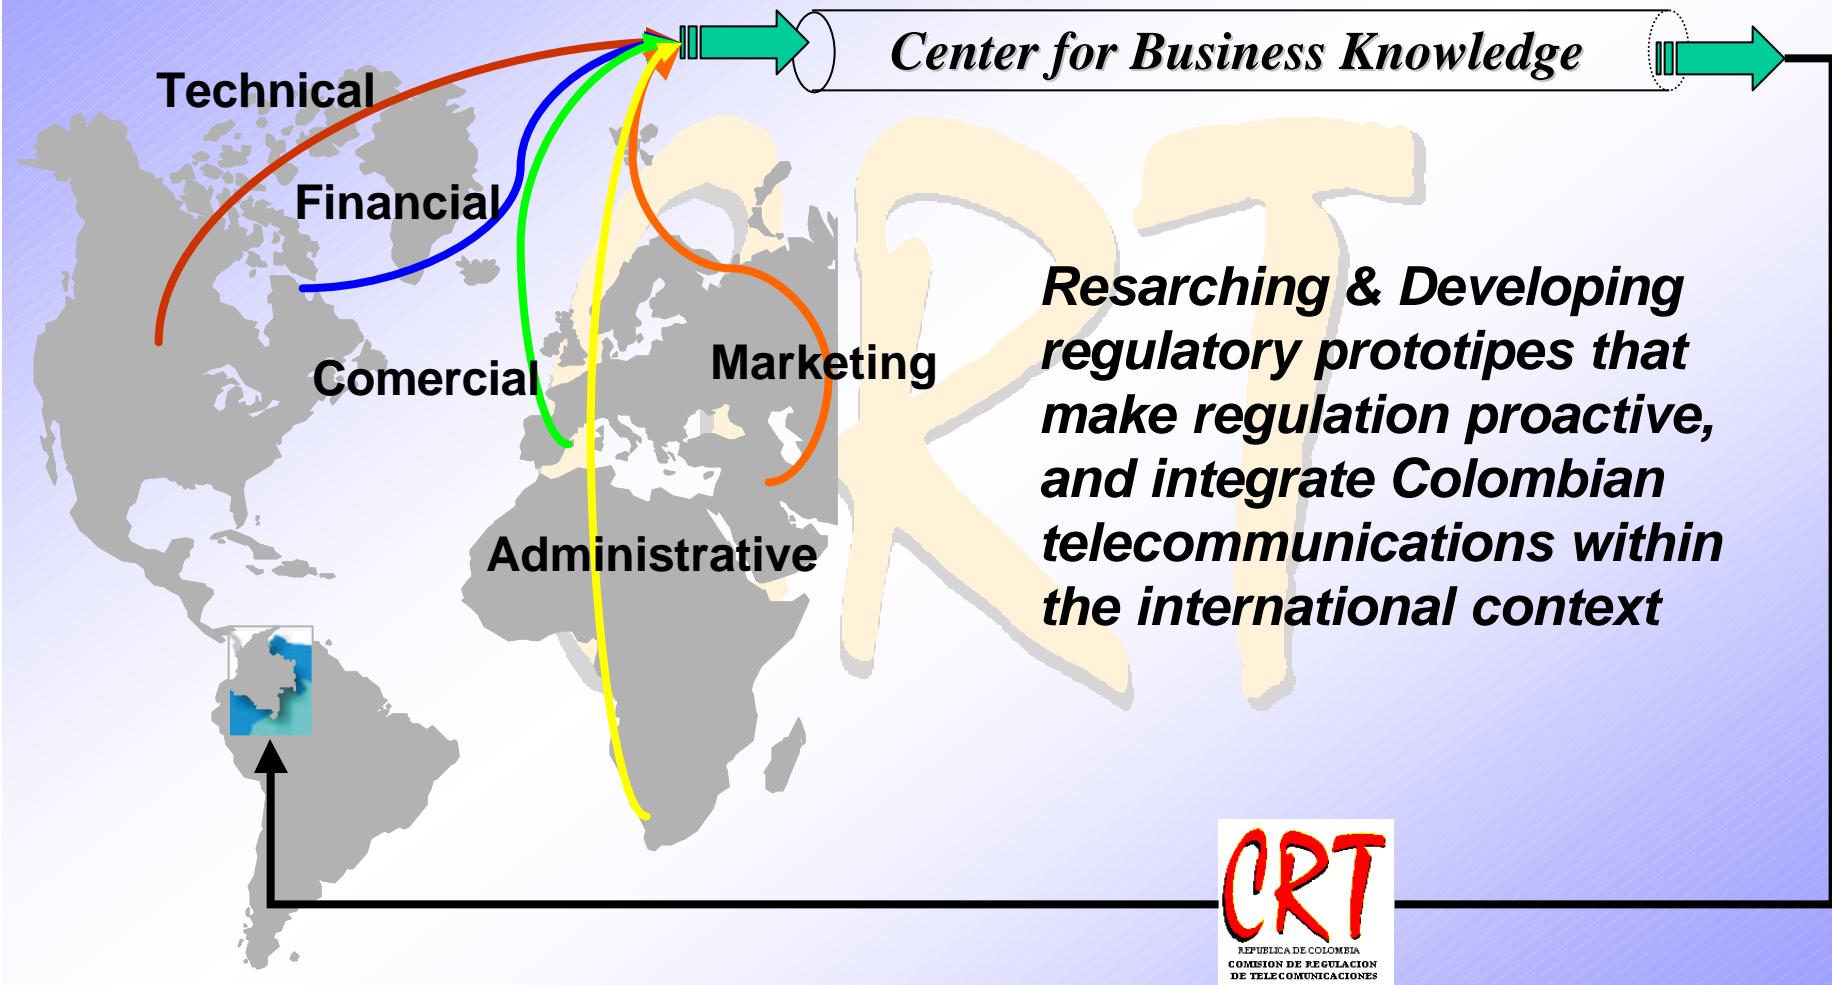 Center for Business Knowledge
Technical
Financial
Comercial
Marketing
Administrative
Resarching & Developing
regulatory prototipes that
make regulation proactive,
and integrate Colombian
telecommunications within
the international context
CRT
CRT
REPUBLICA DE COLOMBIA
COMISION DE REGULACION
DE TELECOMUNICACIONES